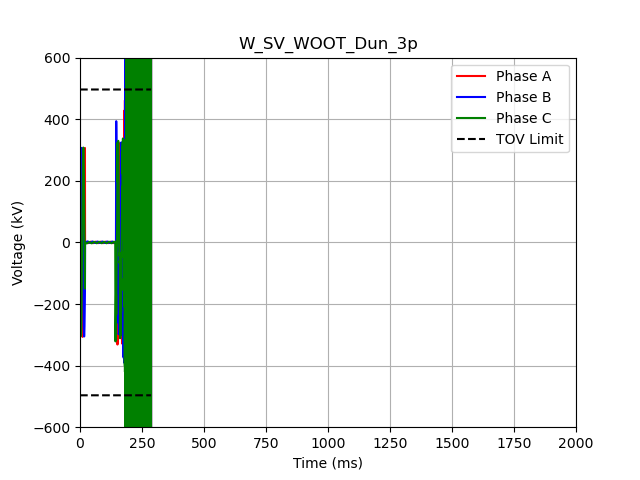 W_SV_WOOT_Dun_3p
Voltage (kV)
600
400
200
0
−200
−400
−600
Phase A
Phase B
Phase C
TOV Limit
0 250 500 750 1000 1250 1500 1750 2000
Time (ms)